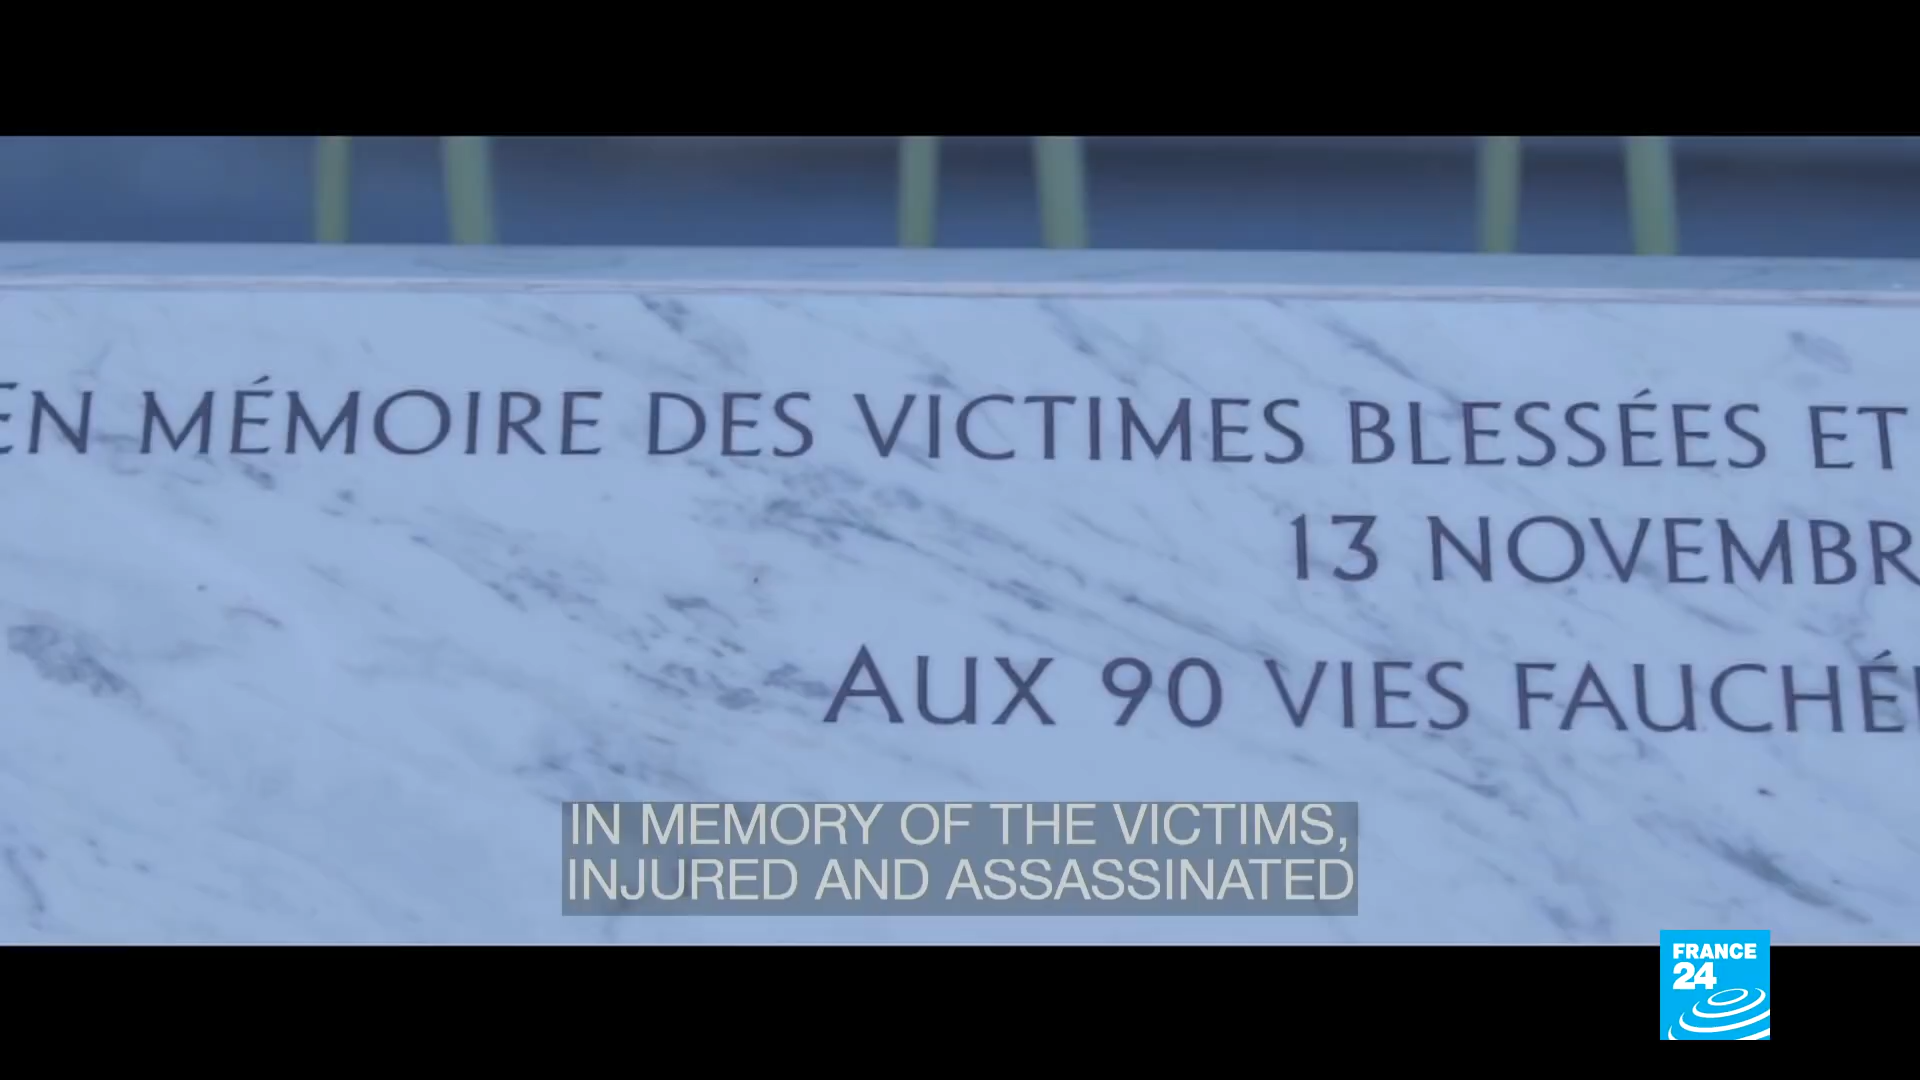 EN MÉMOIRE DES VICTIMES BLESSÉES ET
13 NOVEMBR
AUX 90 VIES FAUCHÉ
IN MEMORY OF THE VICTIMS,
INJURED AND ASSASSINATED
FRANCE
24